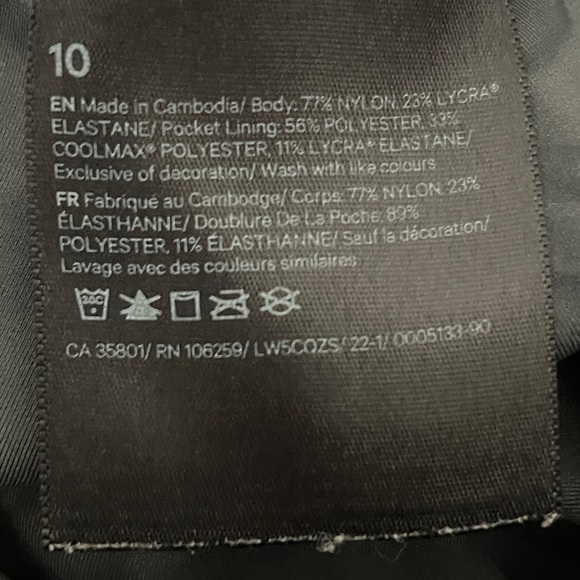 10
EN Made in Cambodia/ Body: 77% NYLON, 23% LYCRA®
ELASTANE/ Pocket Lining: 56% POLYESTER, 33%
COOLMAX® POLYESTER, 11% LYCRA® ELASTANE/
Exclusive of decoration/ Wash with like colours
FR Fabriqué au Cambodge/ Corps: 77% NYLON, 23%
ÉLASTHANNE/ Doublure De La Poche: 89%
POLYESTER, 11% ÉLASTHANNE/ Sauf la décoration/
Lavage avec des couleurs similaires
30C
CA 35801/ RN 106259/ LW5CQZS/ 22-1/ 0005133-90